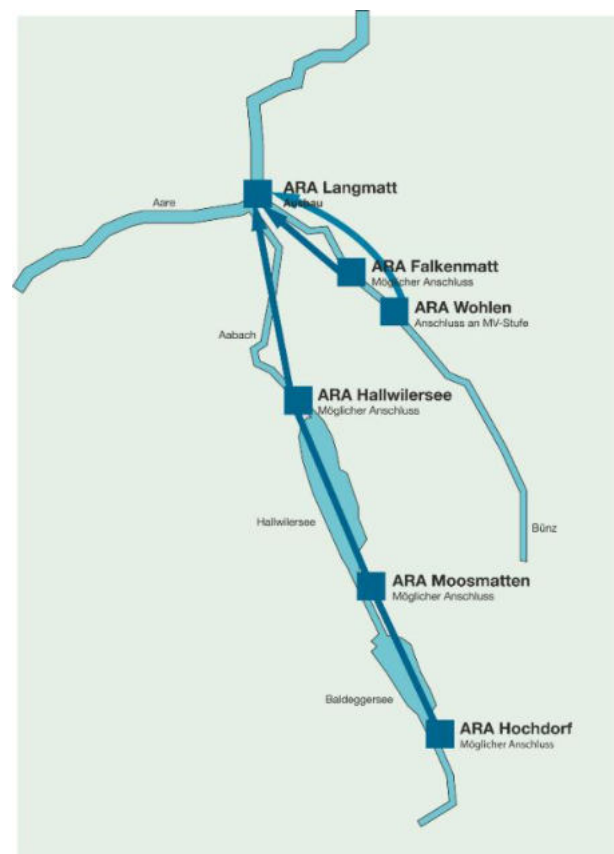 ARA Langmatt
Ausbau
Aare
ARA Falkenmatt
Möglicher Anschluss
ARA Wohlen
Anschluss an MV-Stufe
Aabach
ARA Hallwilersee
Möglicher Anschluss
Hallwilersee
Bünz
ARA Moosmatten
Möglicher Anschluss
Baldeggersee
ARA Hochdorf
Möglicher Anschluss